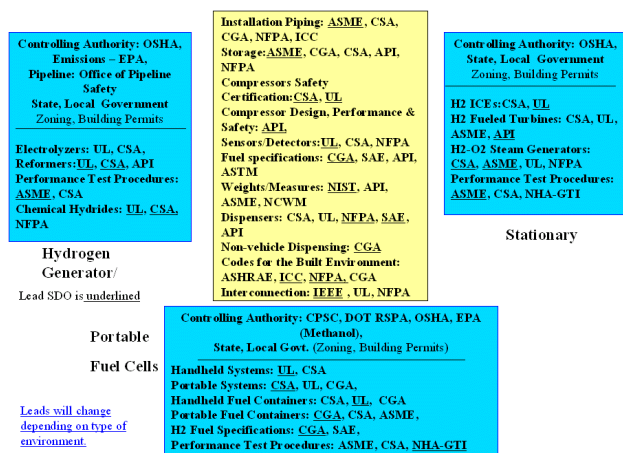 Controlling Authority: OSHA,
Emissions – EPA,
Pipeline: Office of Pipeline
Safety
State, Local Government
Zoning, Building Permits
Electrolyzers: UL, CSA,
Reformers:UL, CSA, API
Performance Test Procedures:
ASME, CSA
Chemical Hydrides: UL, CSA,
NFPA
Hydrogen
Generator/
Lead SDO is underlined
Installation Piping: ASME, CSA,
CGA, NFPA, ICC
Storage:ASME, CGA, CSA, API,
NFPA
Compressors Safety
Certification:CSA, UL
Compressor Design, Performance &
Safety: API,
Sensors/Detectors:UL, CSA, NFPA
Fuel specifications: CGA, SAE, API,
ASTM
Weights/Measures: NIST, API,
ASME, NCWM
Dispensers: CSA, UL, NFPA, SAE,
API
Non-vehicle Dispensing: CGA
Codes for the Built Environment:
ASHRAE, ICC, NFPA, CGA
Interconnection: IEEE , UL, NFPA
Controlling Authority: OSHA,
State, Local Government
Zoning, Building Permits
H2 ICEs:CSA, UL
H2 Fueled Turbines: CSA, UL,
ASME, API
H2-O2 Steam Generators:
CSA, ASME, UL, NFPA
Performance Test Procedures:
ASME, CSA, NHA-GTI
Stationary
Portable
Fuel Cells
Leads will change
depending on type of
environment.
Controlling Authority: CPSC, DOT RSPA, OSHA, EPA
(Methanol),
State, Local Govt. (Zoning, Building Permits)
Handheld Systems: UL, CSA
Portable Systems: CSA, UL, CGA,
Handheld Fuel Containers: CSA, UL, CGA
Portable Fuel Containers: CGA, CSA, ASME,
H2 Fuel Specifications: CGA, SAE,
Performance Test Procedures: ASME, CSA, NHA-GTI